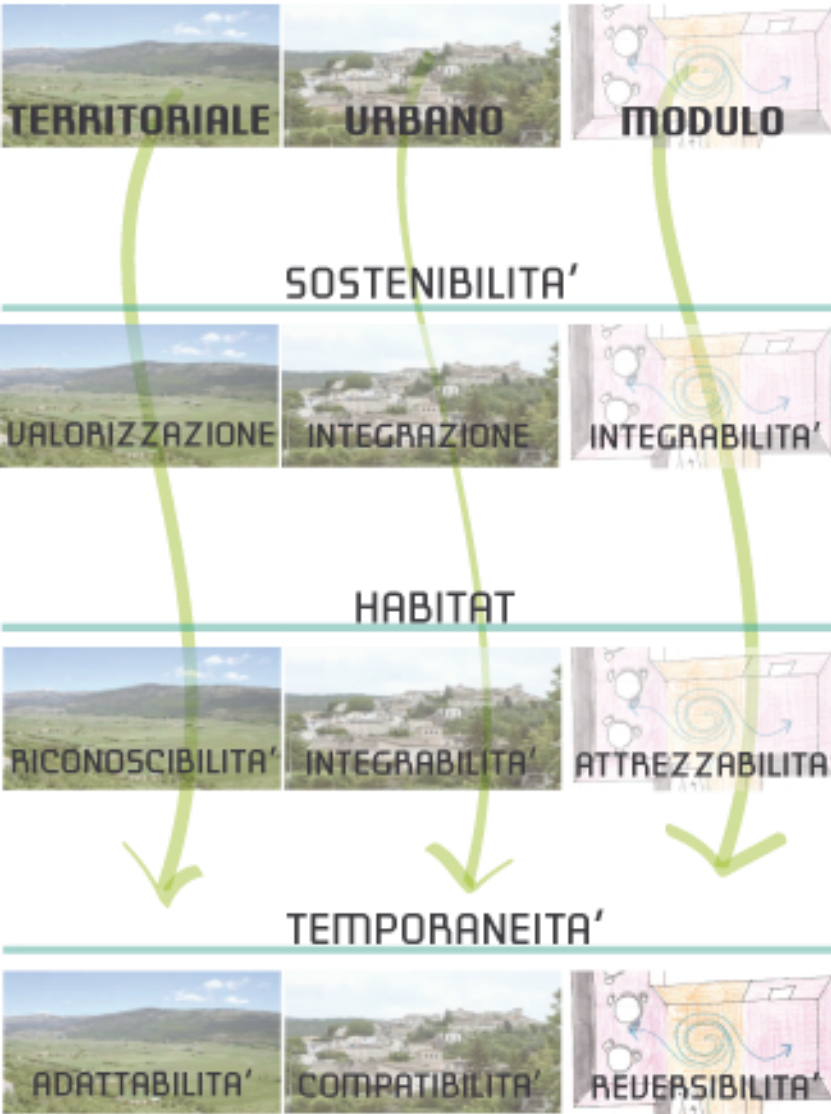 TERRITORIALE URBANO MODULO
SOSTENIBILITA'
VALORIZZAZIONE INTEGRAZIONE INTEGRABILITA'
HABITAT
RICONOSCIBILITA' INTEGRABILITA' ATTREZZABILITA
TEMPORANEITA'
ADATTABILITA' COMPATIBILITA' REVERSIBILITA'